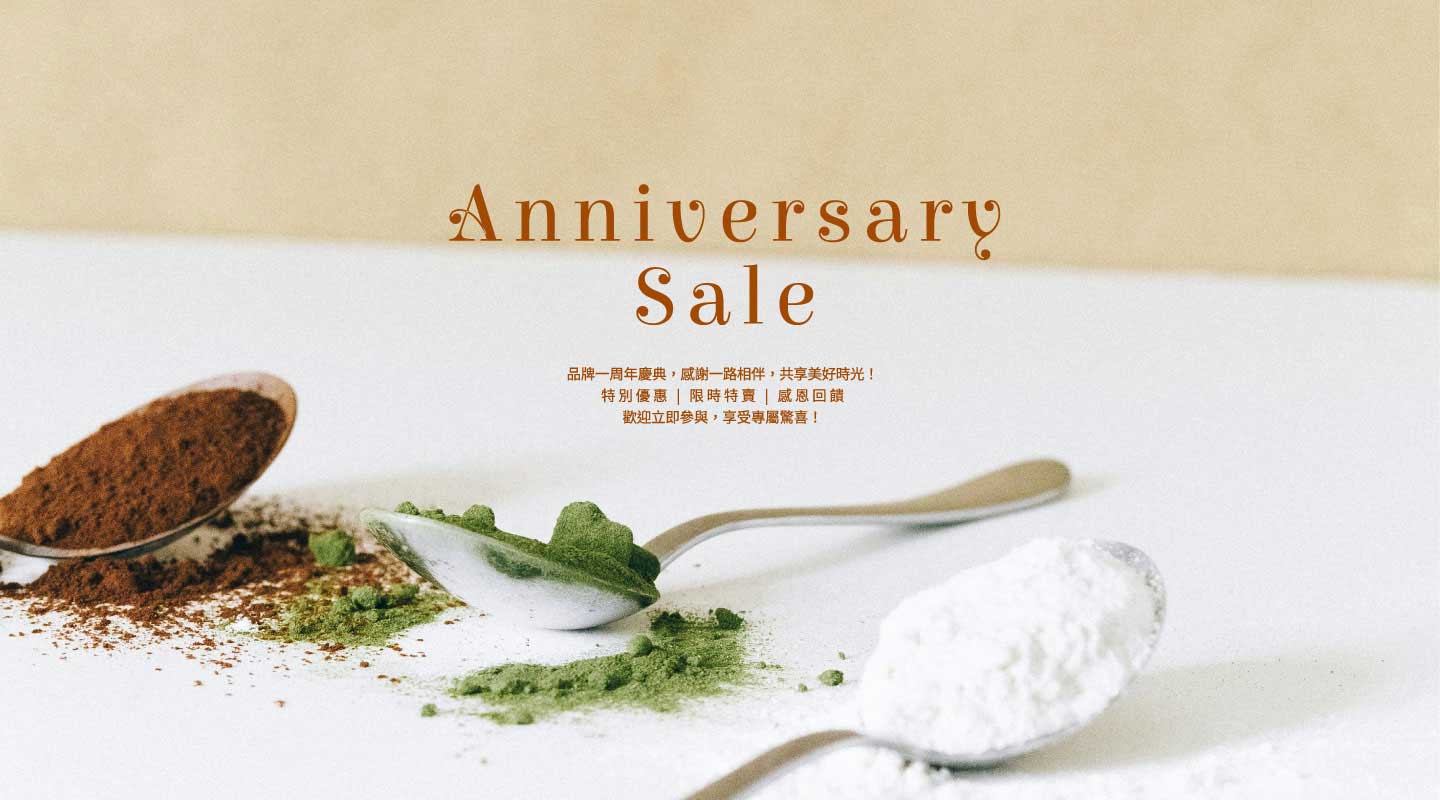 Anniversary
Sale
品牌一周年慶典，感謝一路相伴，共享美好時光！
特別優惠 | 限時特賣 | 感恩回饋
歡迎立即參與，享受專屬驚喜！